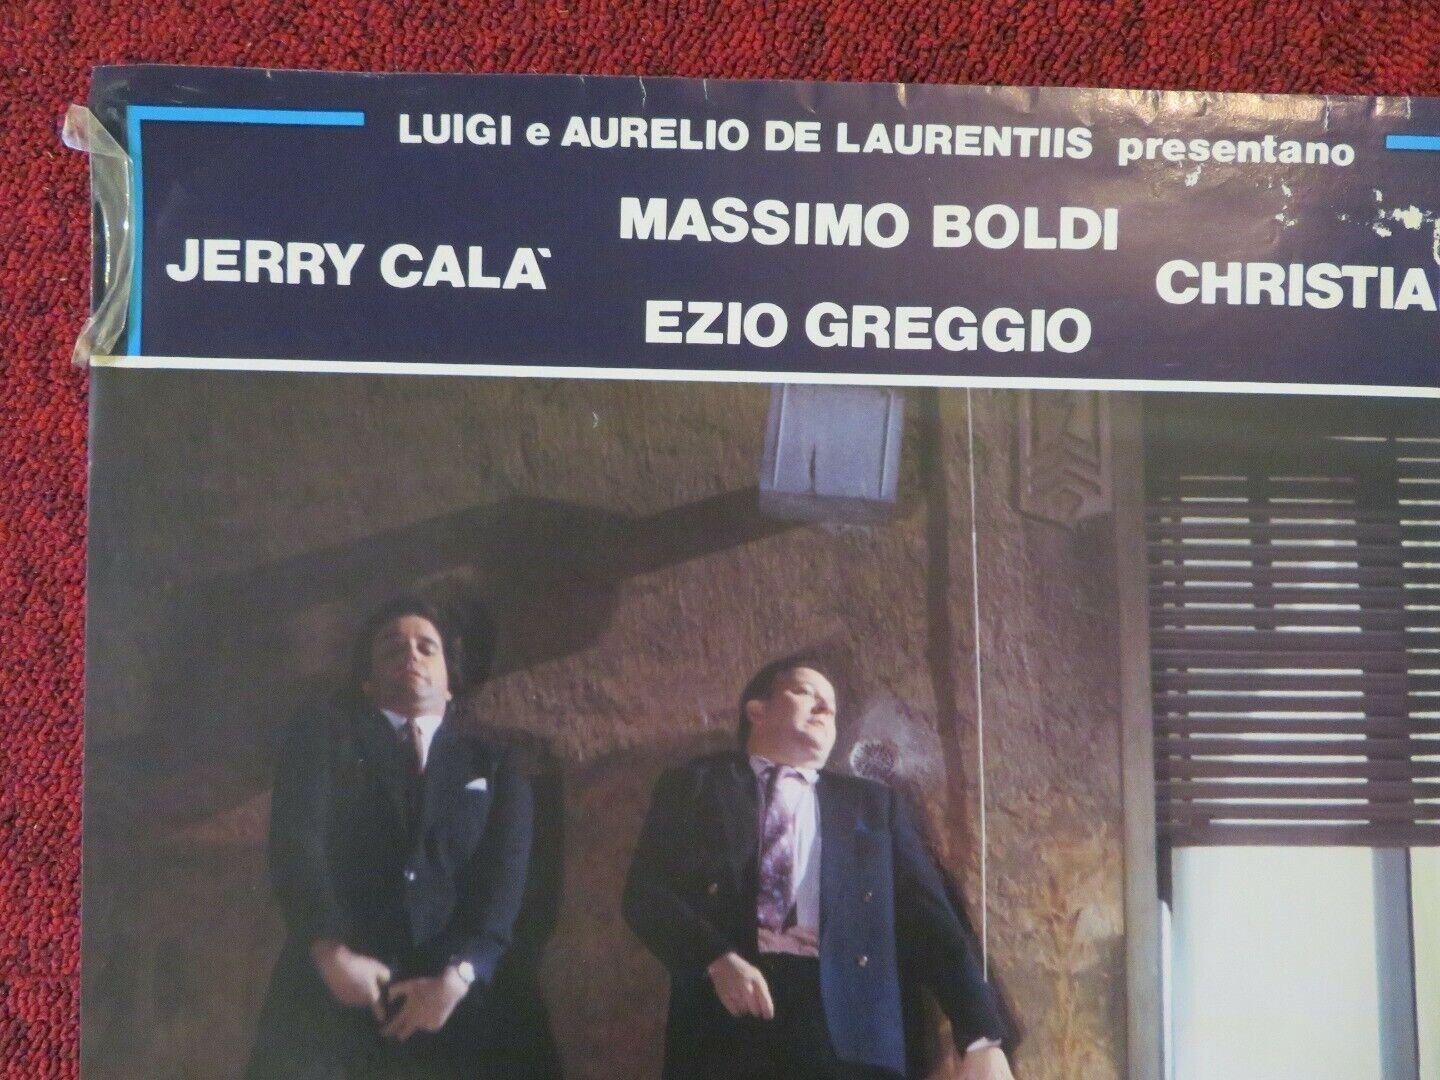 LUIGI e AURELIO DE LAURENTIIS presentano
MASSIMO BOLDI
JERRY CALA`
CHRISTIA
EZIO GREGGIO